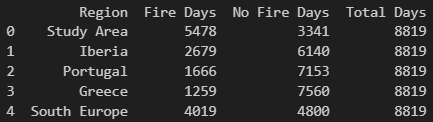 Region Fire Days No Fire Days Total Days
0 Study Area 5478 3341 8819
1 Iberia 2679 6140 8819
2 Portugal 1666 7153 8819
3 Greece 1259 7560 8819
4 South Europe 4019 4800 8819